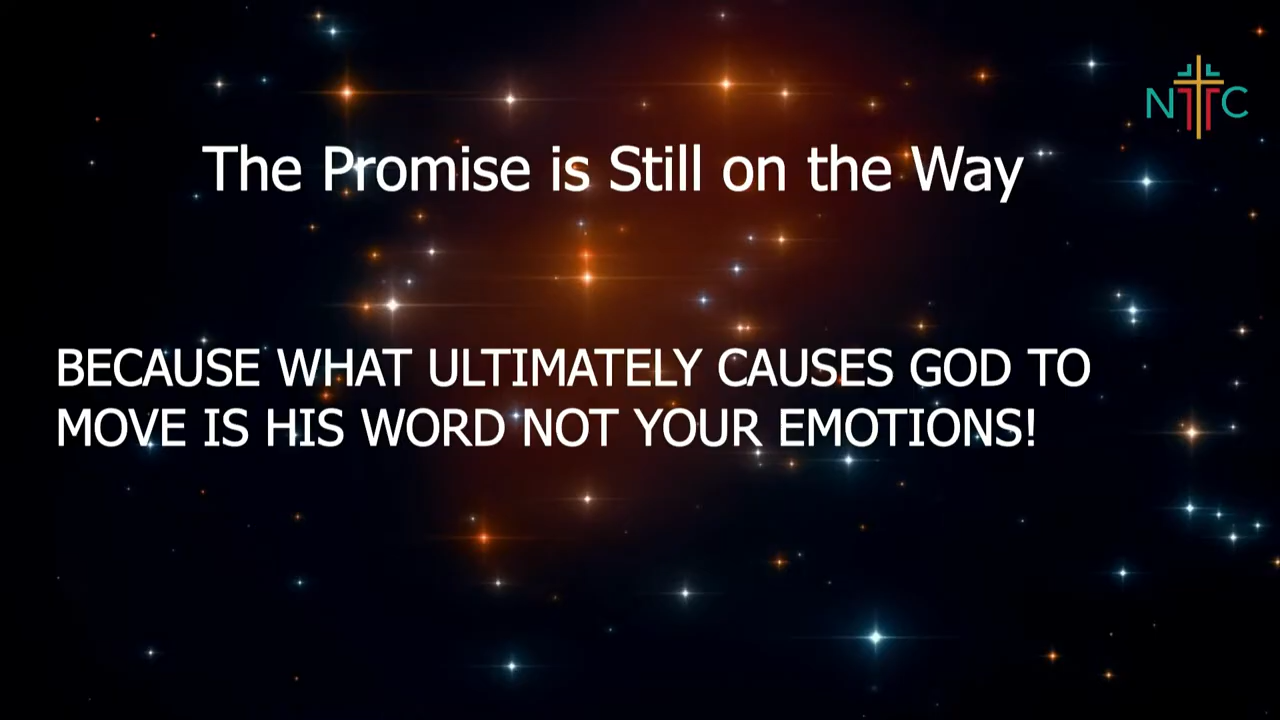 NTTC
The Promise is Still on the Way
BECAUSE WHAT ULTIMATELY CAUSES GOD TO
MOVE IS HIS WORD NOT YOUR EMOTIONS!